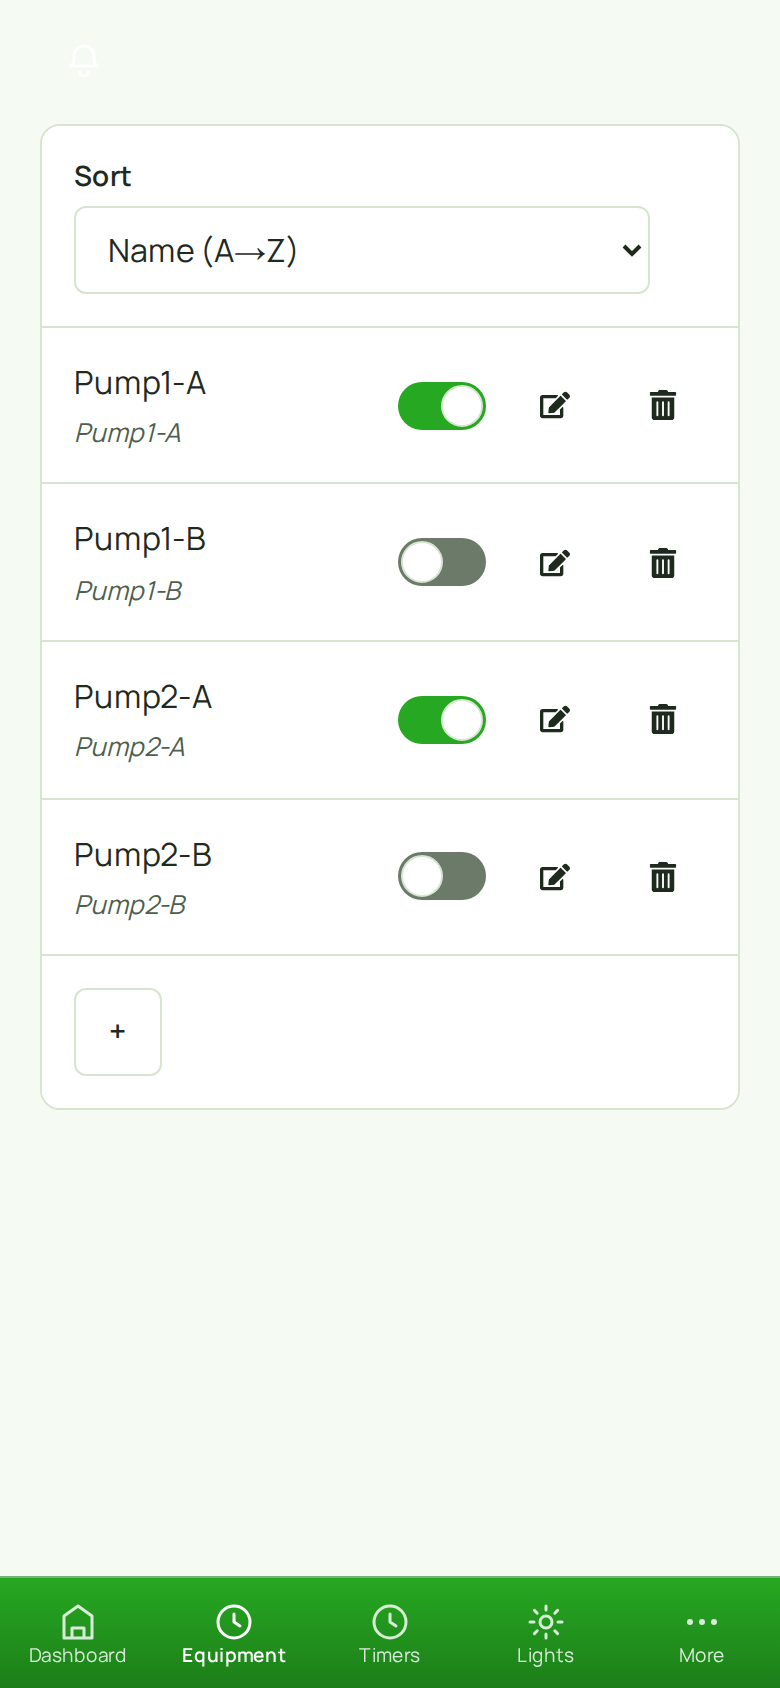 Sort
Name (A→Z)
Pump1-A
Pump1-A
Pump1-B
Pump1-B
Pump2-A
Pump2-A
Pump2-B
Pump2-B
+
Dashboard
Equipment
Timers
Lights
More